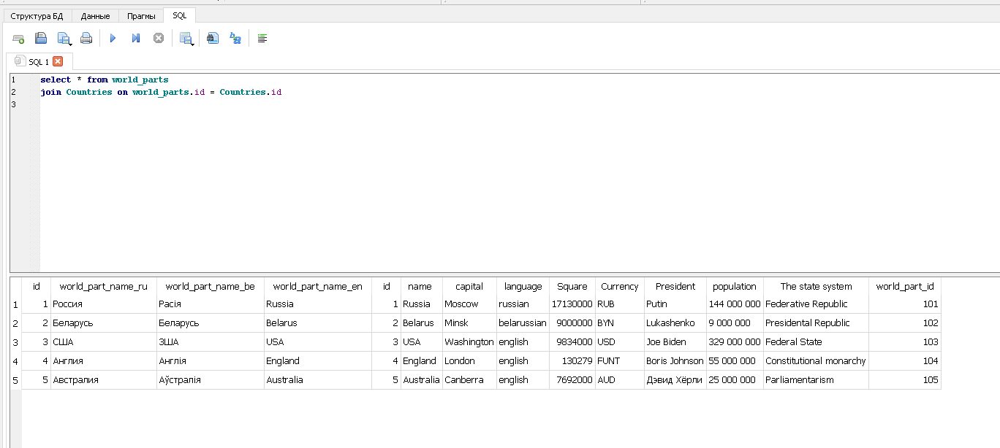 Структура БД Данные Прагмы SQL
SQL 1
1 select * from world_parts
2 join Countries on world_parts.id = Countries.id
3
id world_part_name_ru world_part_name_be world_part_name_en id name capital language Square Currency President population The state system world_part_id
1 1 Россия Расія Russia 1 Russia Moscow russian 17130000 RUB Putin 144 000 000 Federative Republic 101
2 2 Беларусь Беларусь Belarus 2 Belarus Minsk belarussian 9000000 BYN Lukashenko 9 000 000 Presidental Republic 102
3 3 США ЗША USA 3 USA Washington english 9834000 USD Joe Biden 329 000 000 Federal State 103
4 4 Англия Англія England 4 England London english 130279 FUNT Boris Johnson 55 000 000 Constitutional monarchy 104
5 5 Австралия Аўстралія Australia 5 Australia Canberra english 7692000 AUD Дэвид Хёрли 25 000 000 Parliamentarism 105